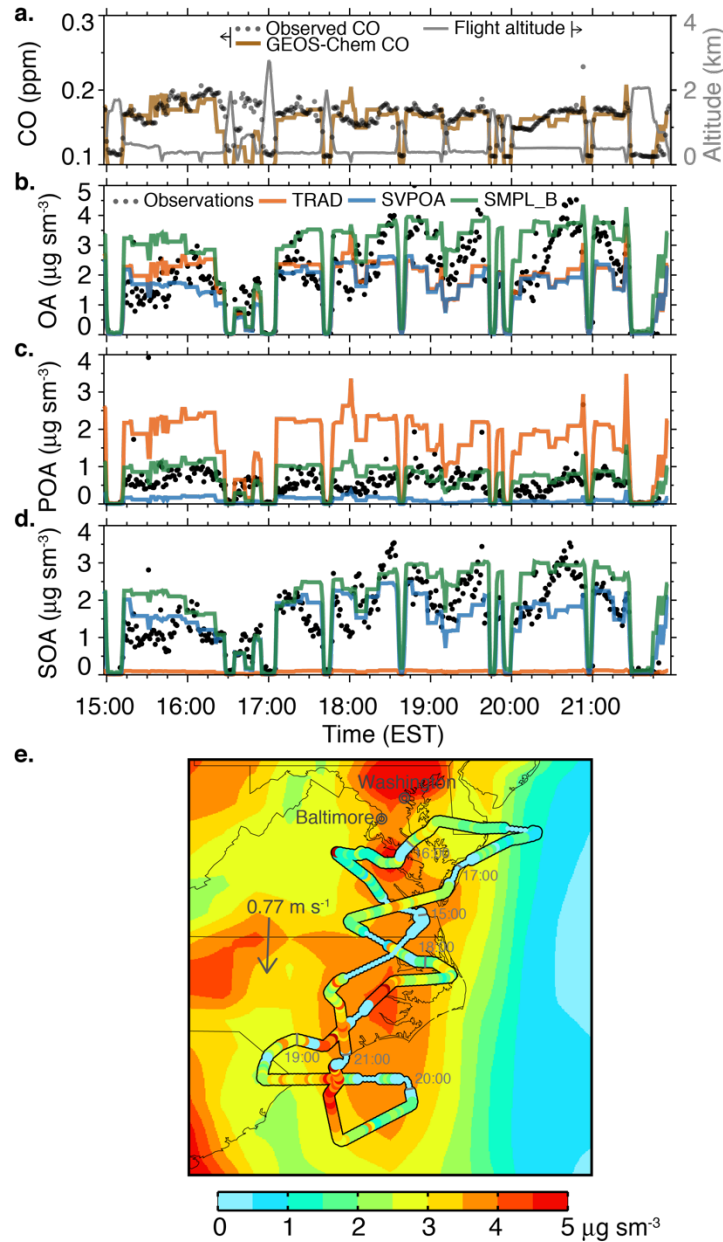 a.
0.3
0.2
0.1
CO (ppm)
Observed CO
GEOS-Chem CO
Flight altitude
4
2
0
Altitude (km)
b.
5
4
3
2
1
0
OA (µg sm-3)
Observations
TRAD
SVPOA
SMPL_B
c.
4
3
2
1
0
POA (µg sm-3)
d.
4
3
2
1
0
SOA (µg sm-3)
15:00 16:00 17:00 18:00 19:00 20:00 21:00
Time (EST)
e.
Washington
Baltimore
16:00
17:00
0.77 m s-1
15:00
18:00
19:00
21:00
20:00
0 1 2 3 4 5 µg sm-3